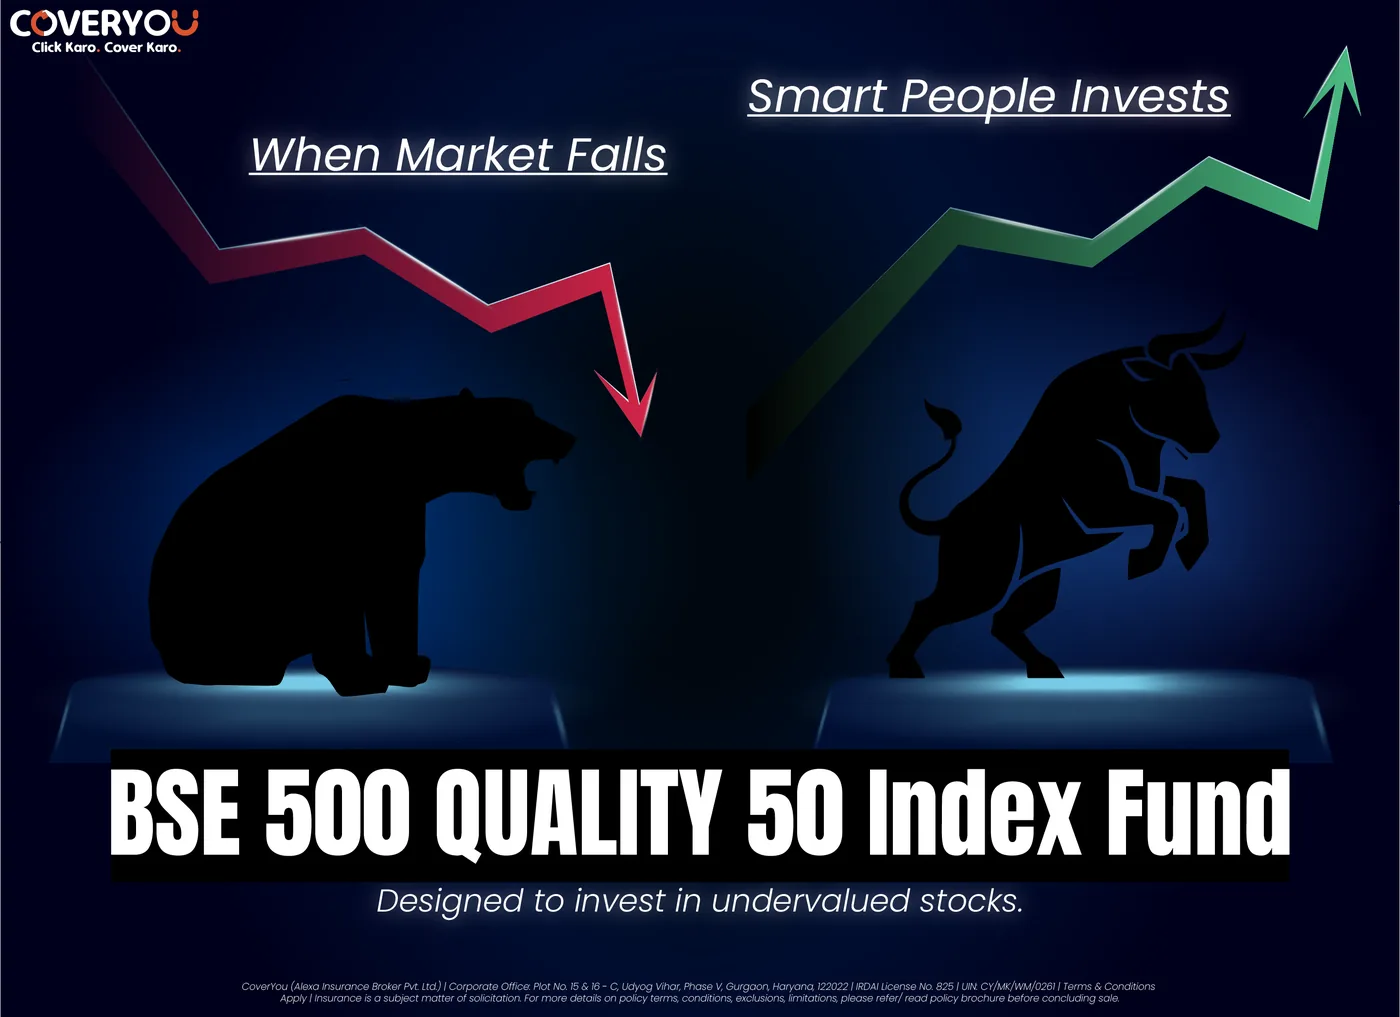 COVERYOU
Click Karo. Cover Karo.
Smart People Invests
When Market Falls
BSE 500 QUALITY 50 Index Fund
Designed to invest in undervalued stocks.
CoverYou (Alexa Insurance Broker Pvt. Ltd.) | Corporate Office: Plot No. 15 & 16 - C, Udyog Vihar, Phase V, Gurgaon, Haryana, 122022 | IRDAI License No. 825 | UIN: CY/MK/WM/0261 | Terms & Conditions
Apply | Insurance is a subject matter of solicitation. For more details on policy terms, conditions, exclusions, limitations, please refer/ read policy brochure before concluding sale.